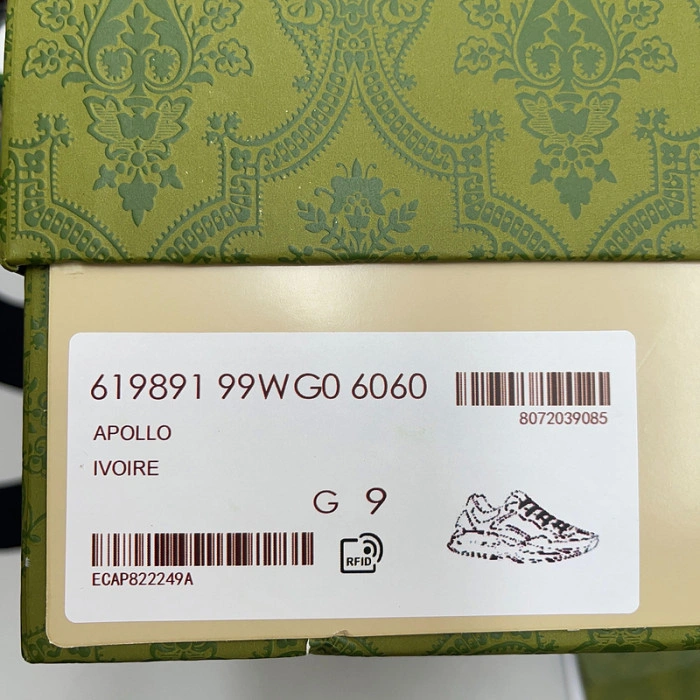 619891 99WG0 6060
8072039085
APOLLO
IVOIRE
G 9
RFID
ECAP822249A